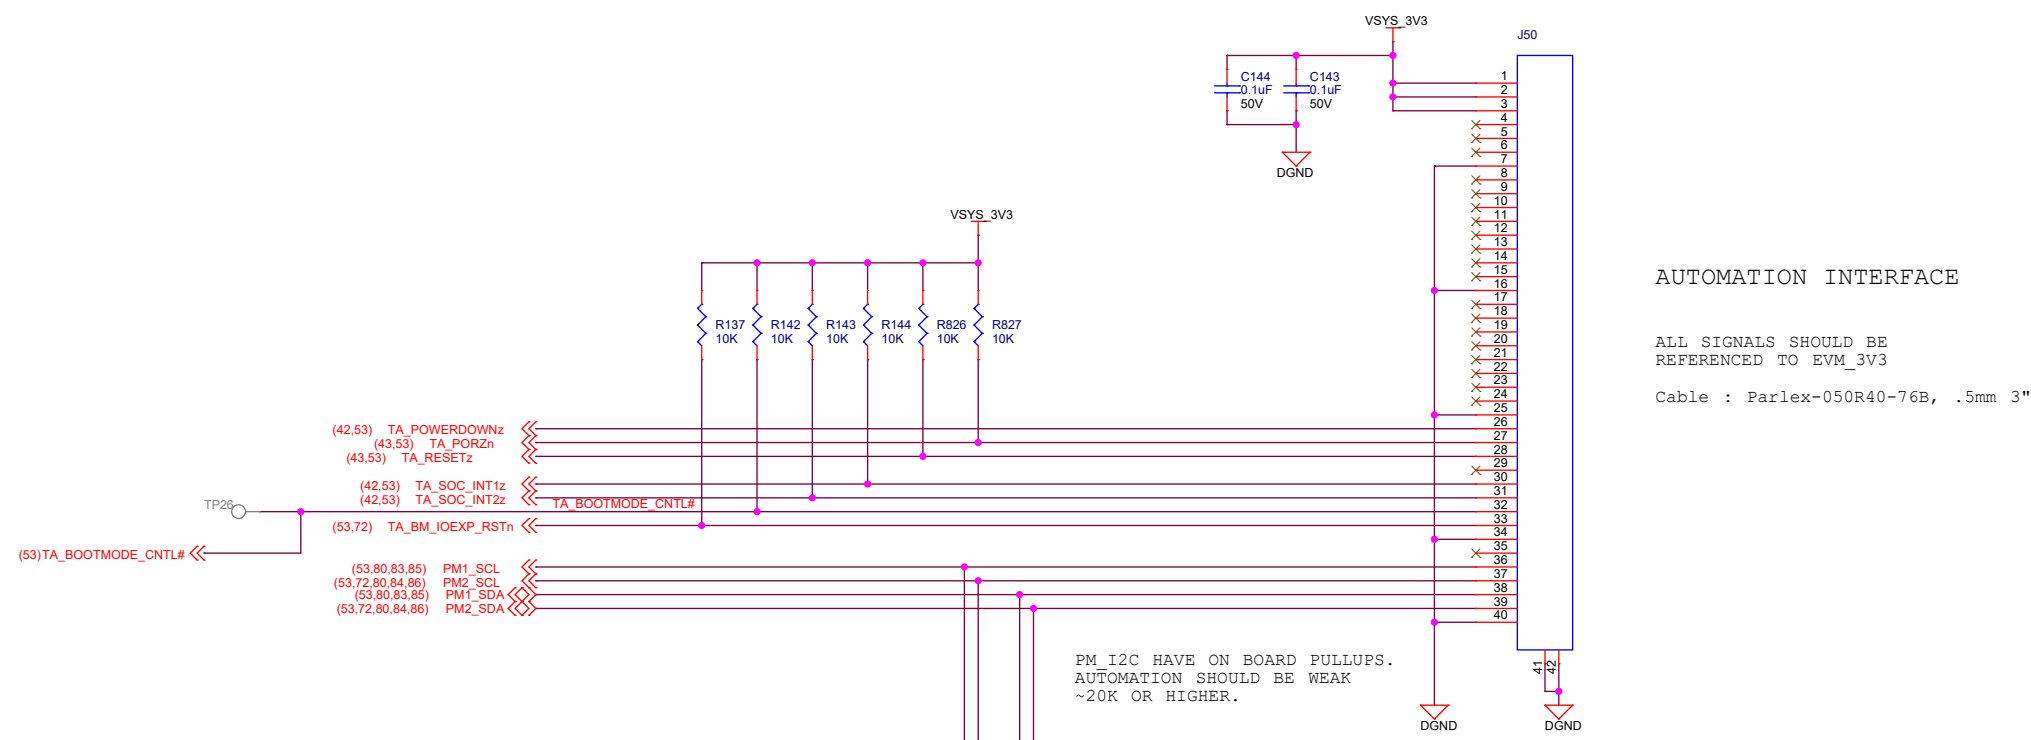 VSYS_3V3
J50
C144
0.1uF
50V
C143
0.1uF
50V
DGND
1
2
3
4
5
6
7
8
9
10
11
12
13
14
15
16
17
18
19
20
21
22
23
24
25
26
27
28
29
30
31
32
33
34
35
36
37
38
39
40
41
42
VSYS_3V3
R137
10K
R142
10K
R143
10K
R144
10K
R826
10K
R827
10K
AUTOMATION INTERFACE
ALL SIGNALS SHOULD BE
REFERENCED TO EVM_3V3
Cable : Parlex-050R40-76B, .5mm 3"
(42,53) TA_POWERDOWNz
(43,53) TA_PORZn
(43,53) TA_RESETz
(42,53) TA_SOC_INT1z
(42,53) TA_SOC_INT2z
TA_BOOTMODE_CNTL#
TP26
(53,72) TA_BM_IOEXP_RSTn
(53)TA_BOOTMODE_CNTL#
(53,80,83,85) PM1_SCL
(53,72,80,84,86) PM2_SCL
(53,80,83,85) PM1_SDA
(53,72,80,84,86) PM2_SDA
PM_I2C HAVE ON BOARD PULLUPS.
AUTOMATION SHOULD BE WEAK
~20K OR HIGHER.
DGND
DGND